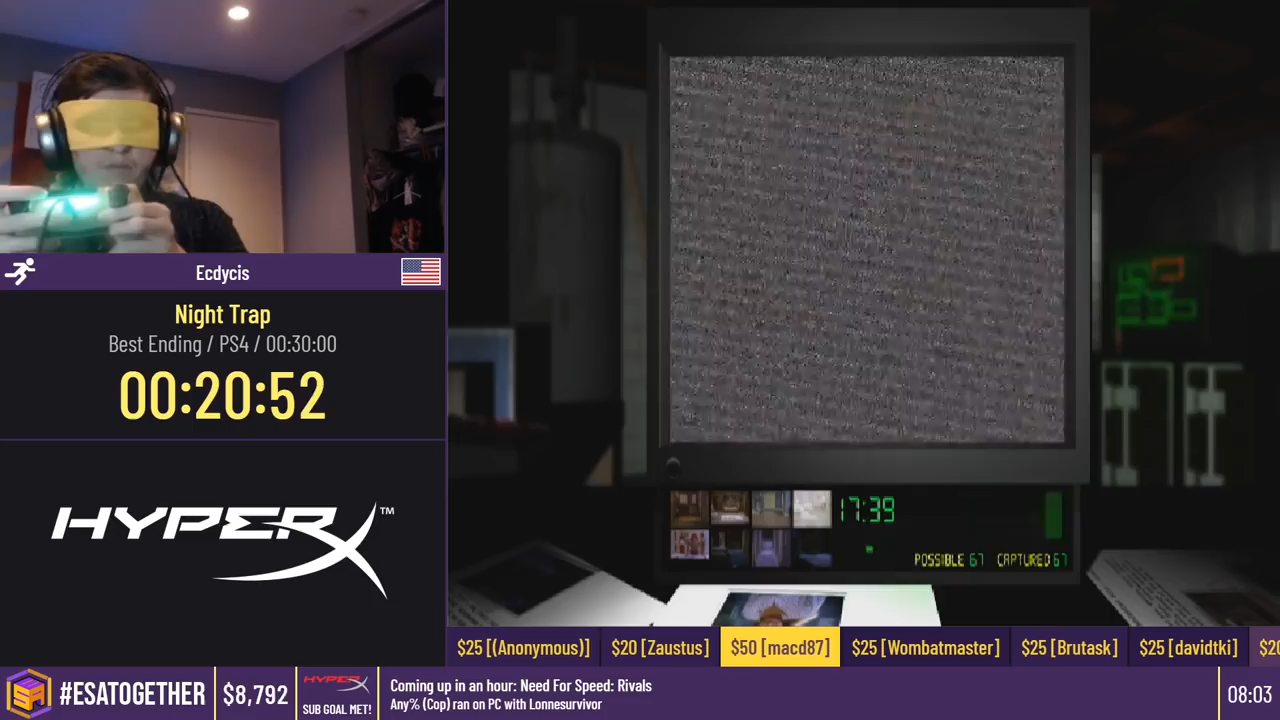 Ecdycis
Night Trap
Best Ending / PS4 / 00:30:00
00:20:52
HYPERX™
17:39
POSSIBLE 67 CAPTURED 67
$25 [(Anonymous)] $20 [Zaustus] $50 [macd87] $25 [Wombatmaster] $25 [Brutask] $25 [davidtki] $20
#ESATOGETHER
$8,792
HYPERX
SUB GOAL MET!
Coming up in an hour: Need For Speed: Rivals
Any% (Cop) ran on PC with Lonnesurvivor
08:03